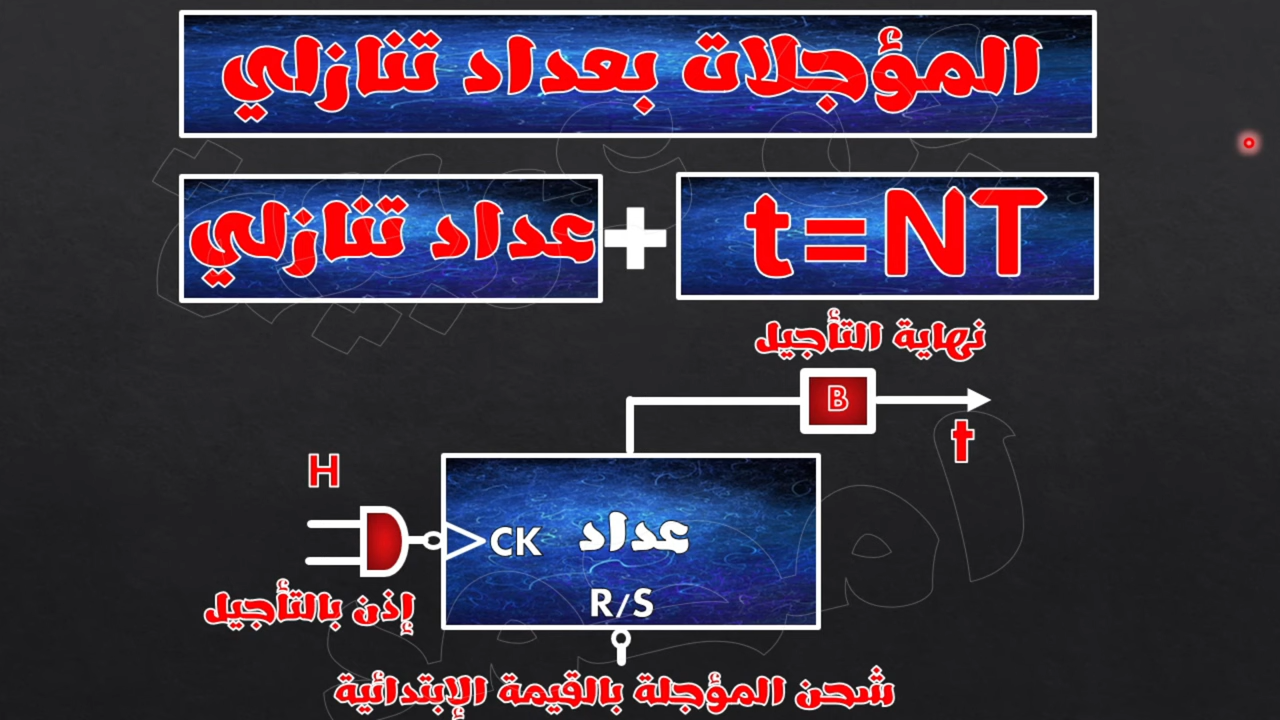 المؤجلات بعداد تنازلي
t=NT + عداد تنازلي
نهاية التأجيل
B
t
H
CK عداد
R/S
إذن بالتأجيل
شحن المؤجلة بالقيمة الإبتدائية